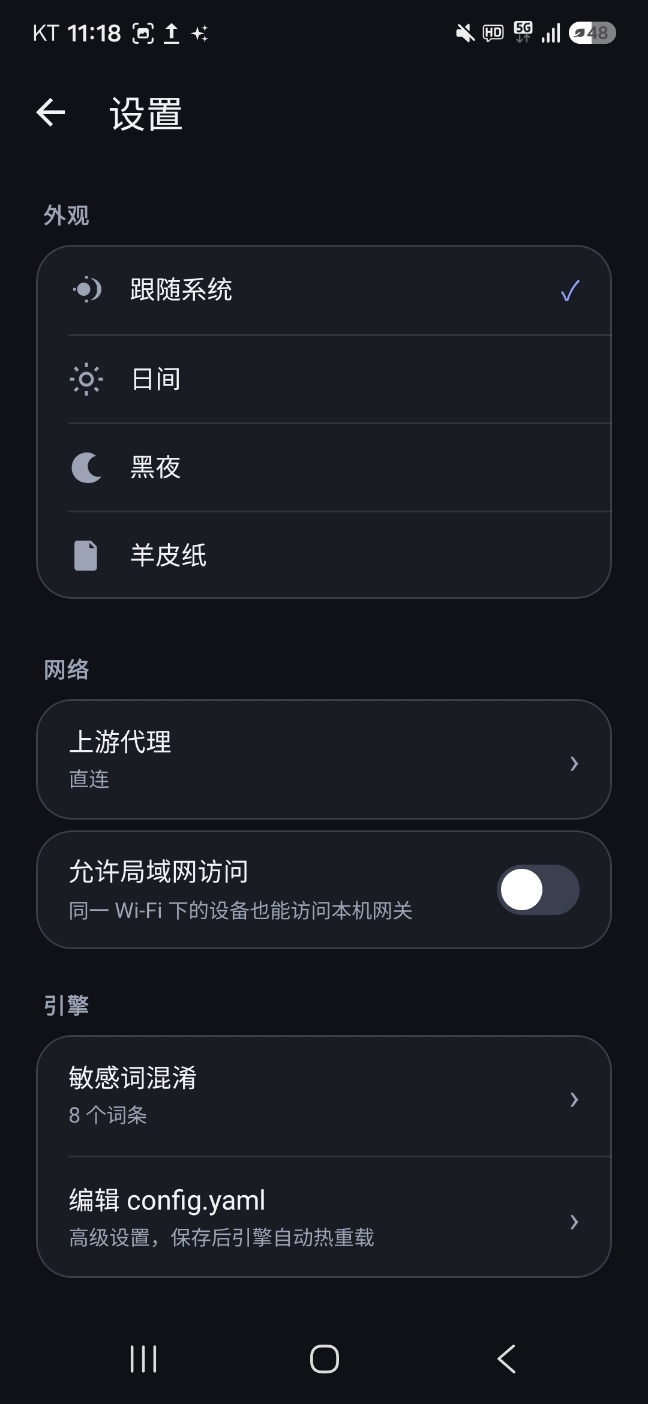 KT 11:18 HD 5G 48
设置
外观
跟随系统
日间
黑夜
羊皮纸
网络
上游代理
直连
允许局域网访问
同一 Wi-Fi 下的设备也能访问本机网关
引擎
敏感词混淆
8 个词条
编辑 config.yaml
高级设置，保存后引擎自动热重载